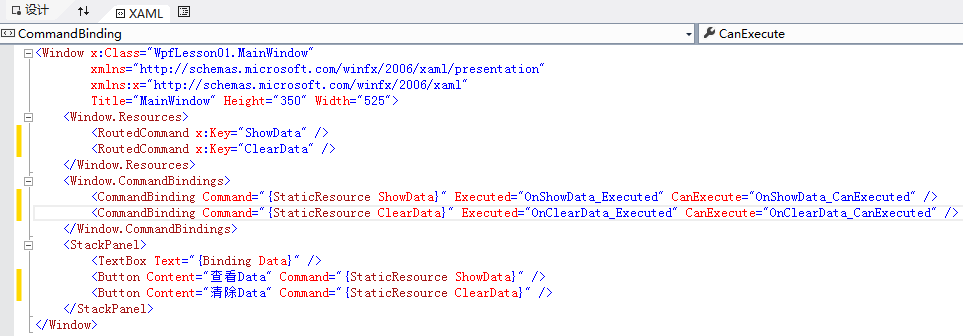 设计 XAML
CommandBinding CanExecute
<Window x:Class="WpfLesson01.MainWindow"
xmlns="http://schemas.microsoft.com/winfx/2006/xaml/presentation"
xmlns:x="http://schemas.microsoft.com/winfx/2006/xaml"
Title="MainWindow" Height="350" Width="525">
<Window.Resources>
<RoutedCommand x:Key="ShowData" />
<RoutedCommand x:Key="ClearData" />
</Window.Resources>
<Window.CommandBindings>
<CommandBinding Command="{StaticResource ShowData}" Executed="OnShowData_Executed" CanExecute="OnShowData_CanExecuted" />
<CommandBinding Command="{StaticResource ClearData}" Executed="OnClearData_Executed" CanExecute="OnClearData_CanExecuted" />
</Window.CommandBindings>
<StackPanel>
<TextBox Text="{Binding Data}" />
<Button Content="查看Data" Command="{StaticResource ShowData}" />
<Button Content="清除Data" Command="{StaticResource ClearData}" />
</StackPanel>
</Window>